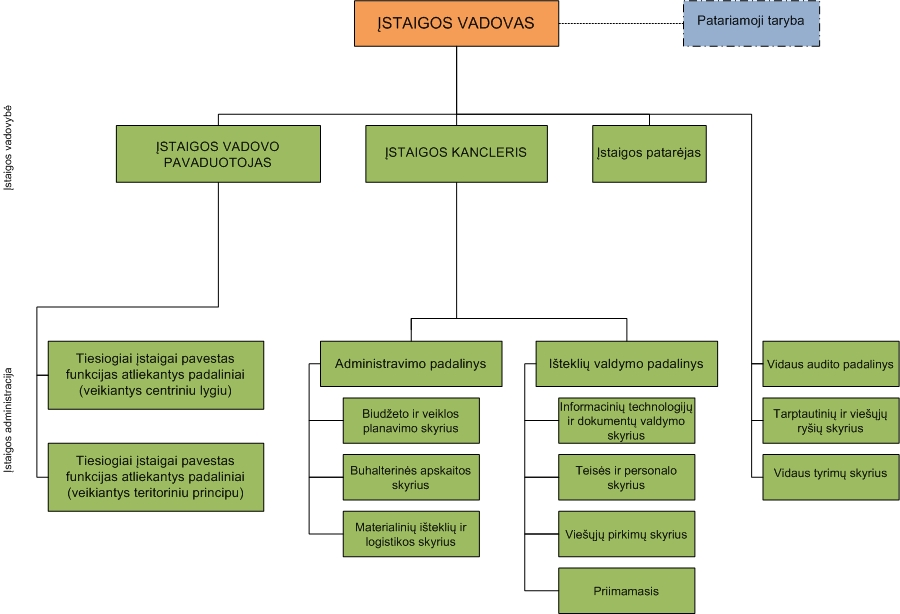 ĮSTAIGOS VADOVAS
Patariamoji taryba
Įstaigos vadovybė
ĮSTAIGOS VADOVO
PAVADUOTOJAS
ĮSTAIGOS KANCLERIS
Įstaigos patarėjas
Įstaigos administracija
Tiesiogiai įstaigai pavestas
funkcijas atliekantys padaliniai
(veikiantys centriniu lygiu)
Tiesiogiai įstaigai pavestas
funkcijas atliekantys padaliniai
(veikiantys teritoriniu principu)
Administravimo padalinys
Biudžeto ir veiklos
planavimo skyrius
Buhalterinės apskaitos
skyrius
Materialinių išteklių ir
logistikos skyrius
Išteklių valdymo padalinys
Informacinių technologijų
ir dokumentų valdymo
skyrius
Teisės ir personalo
skyrius
Viešųjų pirkimų skyrius
Priimamasis
Vidaus audito padalinys
Tarptautinių ir viešųjų
ryšių skyrius
Vidaus tyrimų skyrius